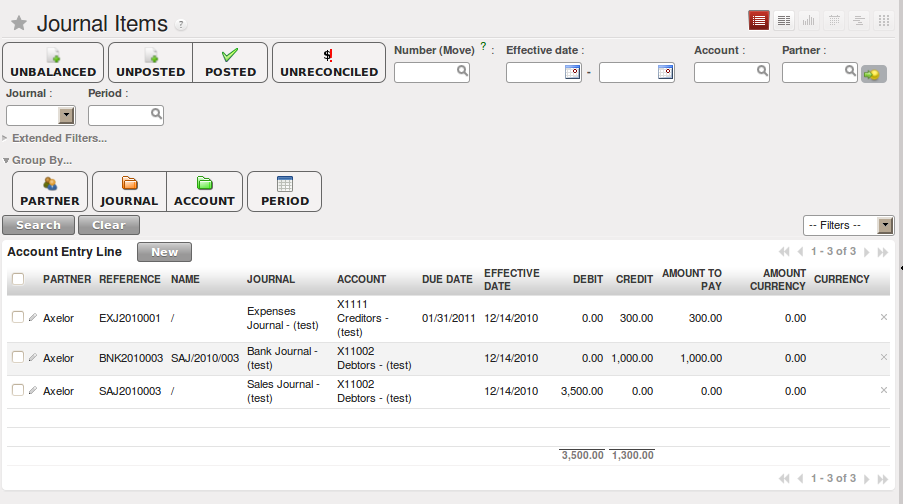 Journal Items ?
UNBALANCED UNPOSTED POSTED UNRECONCILED Number (Move) ? : Effective date : - Account : Partner :
Journal : Period :
Extended Filters...
Group By...
PARTNER JOURNAL ACCOUNT PERIOD
Search Clear -- Filters --
Account Entry Line New 1 - 3 of 3
PARTNER REFERENCE NAME JOURNAL ACCOUNT DUE DATE EFFECTIVE DATE DEBIT CREDIT AMOUNT TO PAY AMOUNT CURRENCY CURRENCY
Axelor EXJ2010001 / Expenses Journal - (test) X1111 Creditors - (test) 01/31/2011 12/14/2010 0.00 300.00 300.00 0.00
Axelor BNK2010003 SAJ/2010/003 Bank Journal - (test) X11002 Debtors - (test) 12/14/2010 0.00 1,000.00 1,000.00 0.00
Axelor SAJ2010003 / Sales Journal - (test) X11002 Debtors - (test) 12/14/2010 3,500.00 0.00 0.00 0.00
3,500.00 1,300.00
1 - 3 of 3